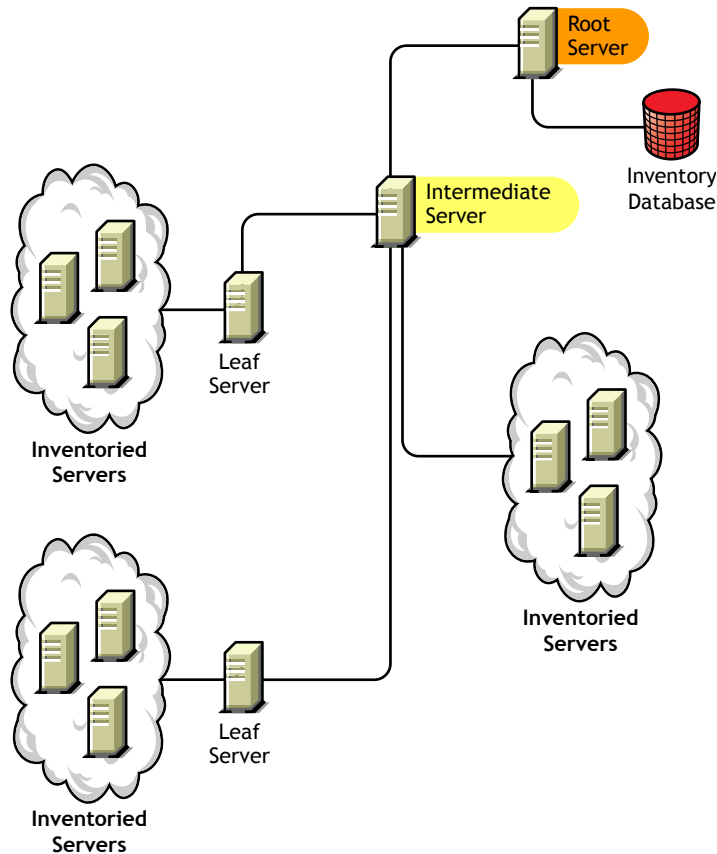 Root
Server
Inventory
Database
Intermediate
Server
Leaf
Server
Inventoried
Servers
Inventoried
Servers
Leaf
Server
Inventoried
Servers